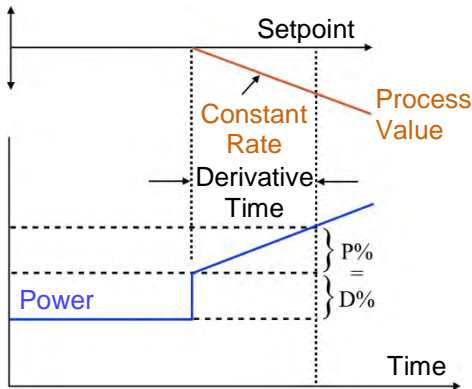 Setpoint
Process
Value
Constant
Rate
Derivative
Time
P%
=
D%
Power
Time